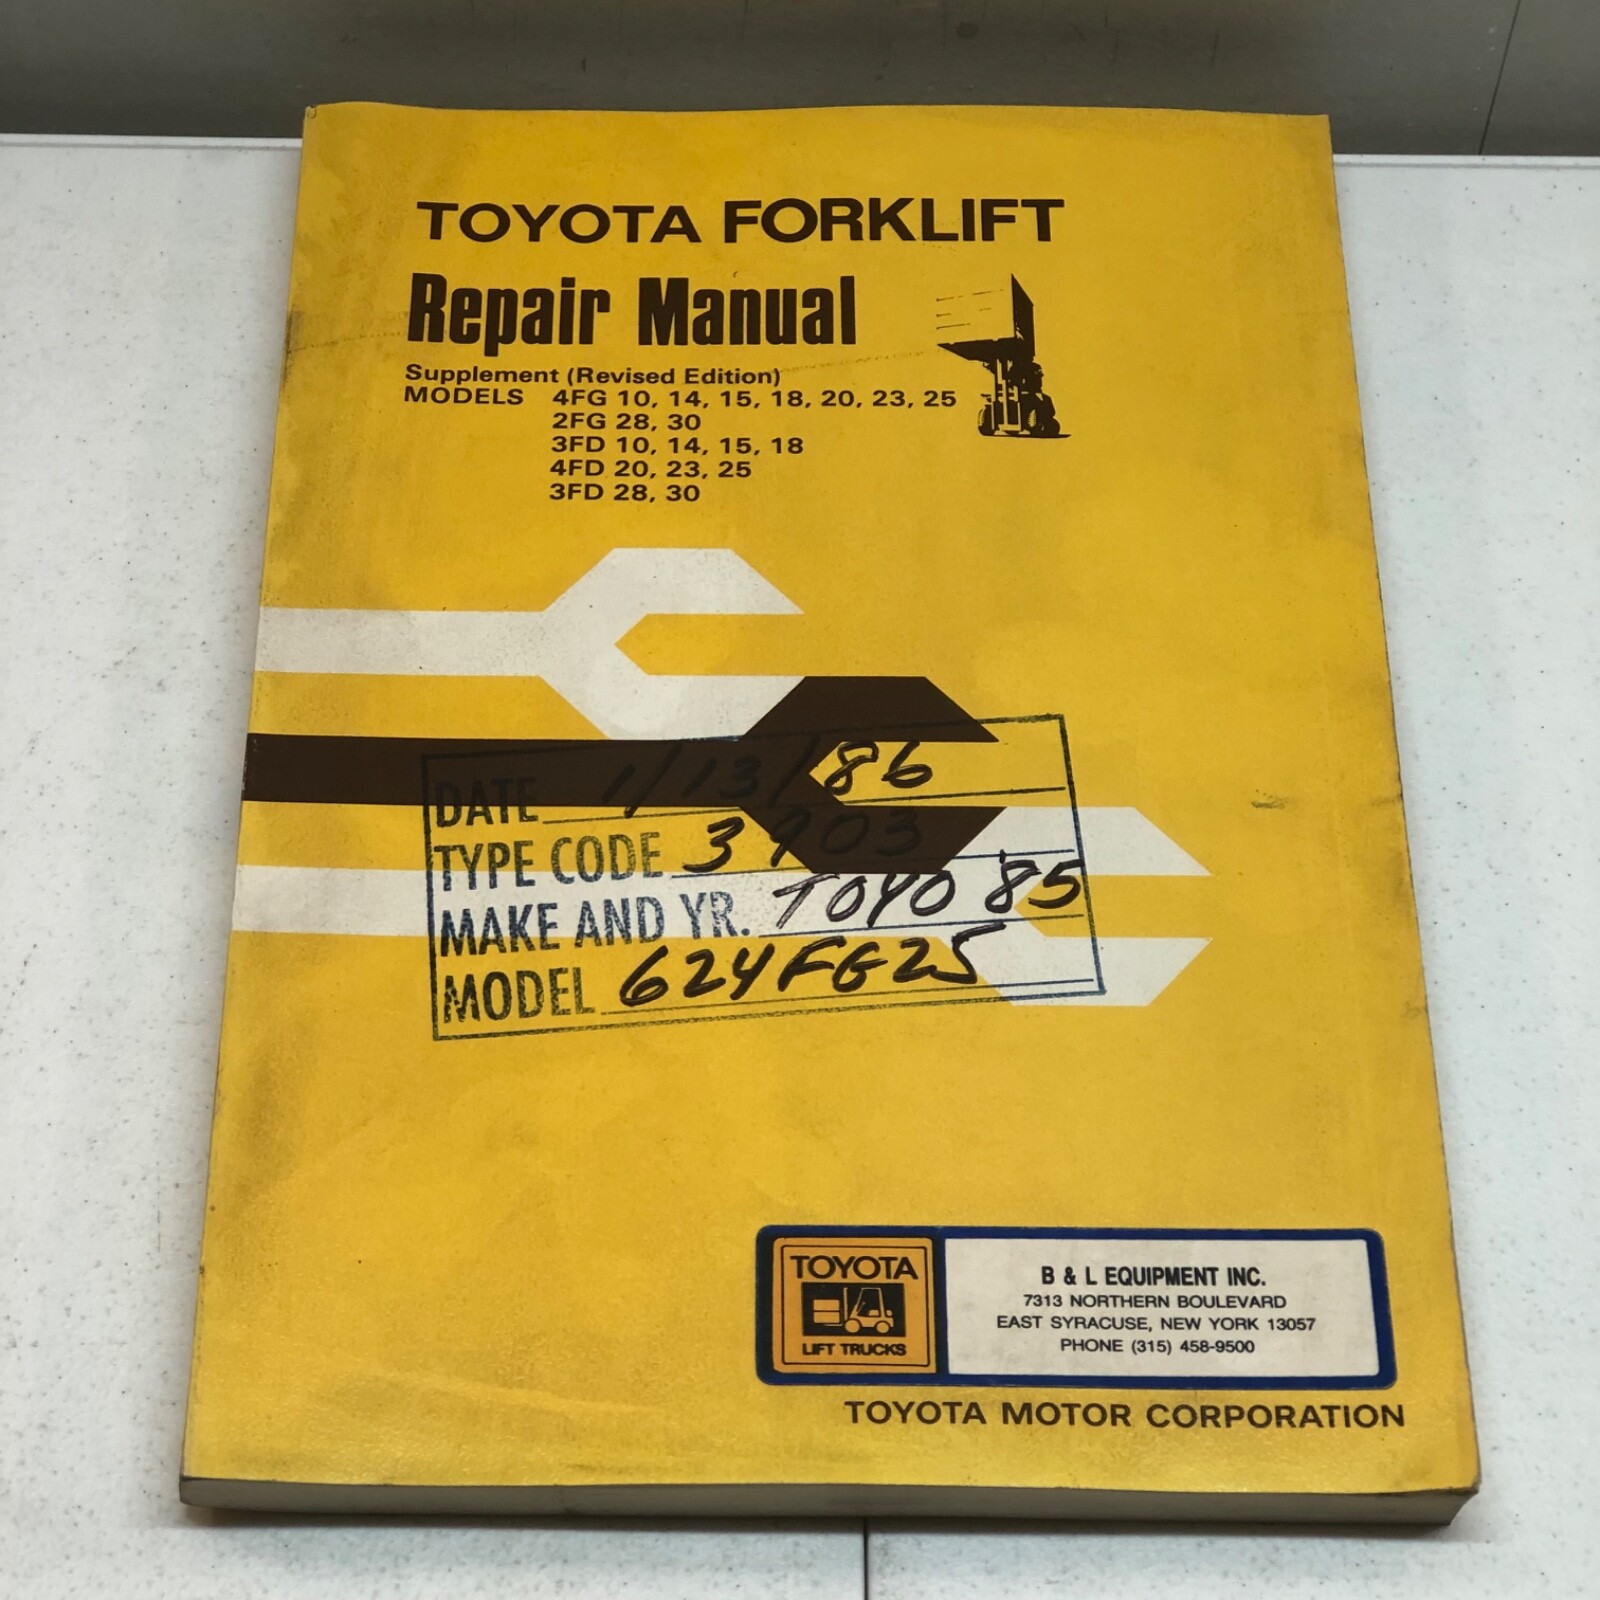 TOYOTA FORKLIFT
Repair Manual
Supplement (Revised Edition)
MODELS 4FG 10, 14, 15, 18, 20, 23, 25
2FG 28, 30
3FD 10, 14, 15, 18
4FD 20, 23, 25
3FD 28, 30
DATE 1/13/86
TYPE CODE 3903
MAKE AND YR. TOYO 85
MODEL 624FG25
TOYOTA
LIFT TRUCKS
B & L EQUIPMENT INC.
7313 NORTHERN BOULEVARD
EAST SYRACUSE, NEW YORK 13057
PHONE (315) 458-9500
TOYOTA MOTOR CORPORATION